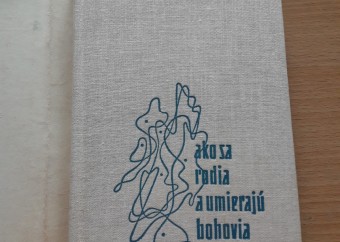 ako sa
rodia
a umierajú
bohovia